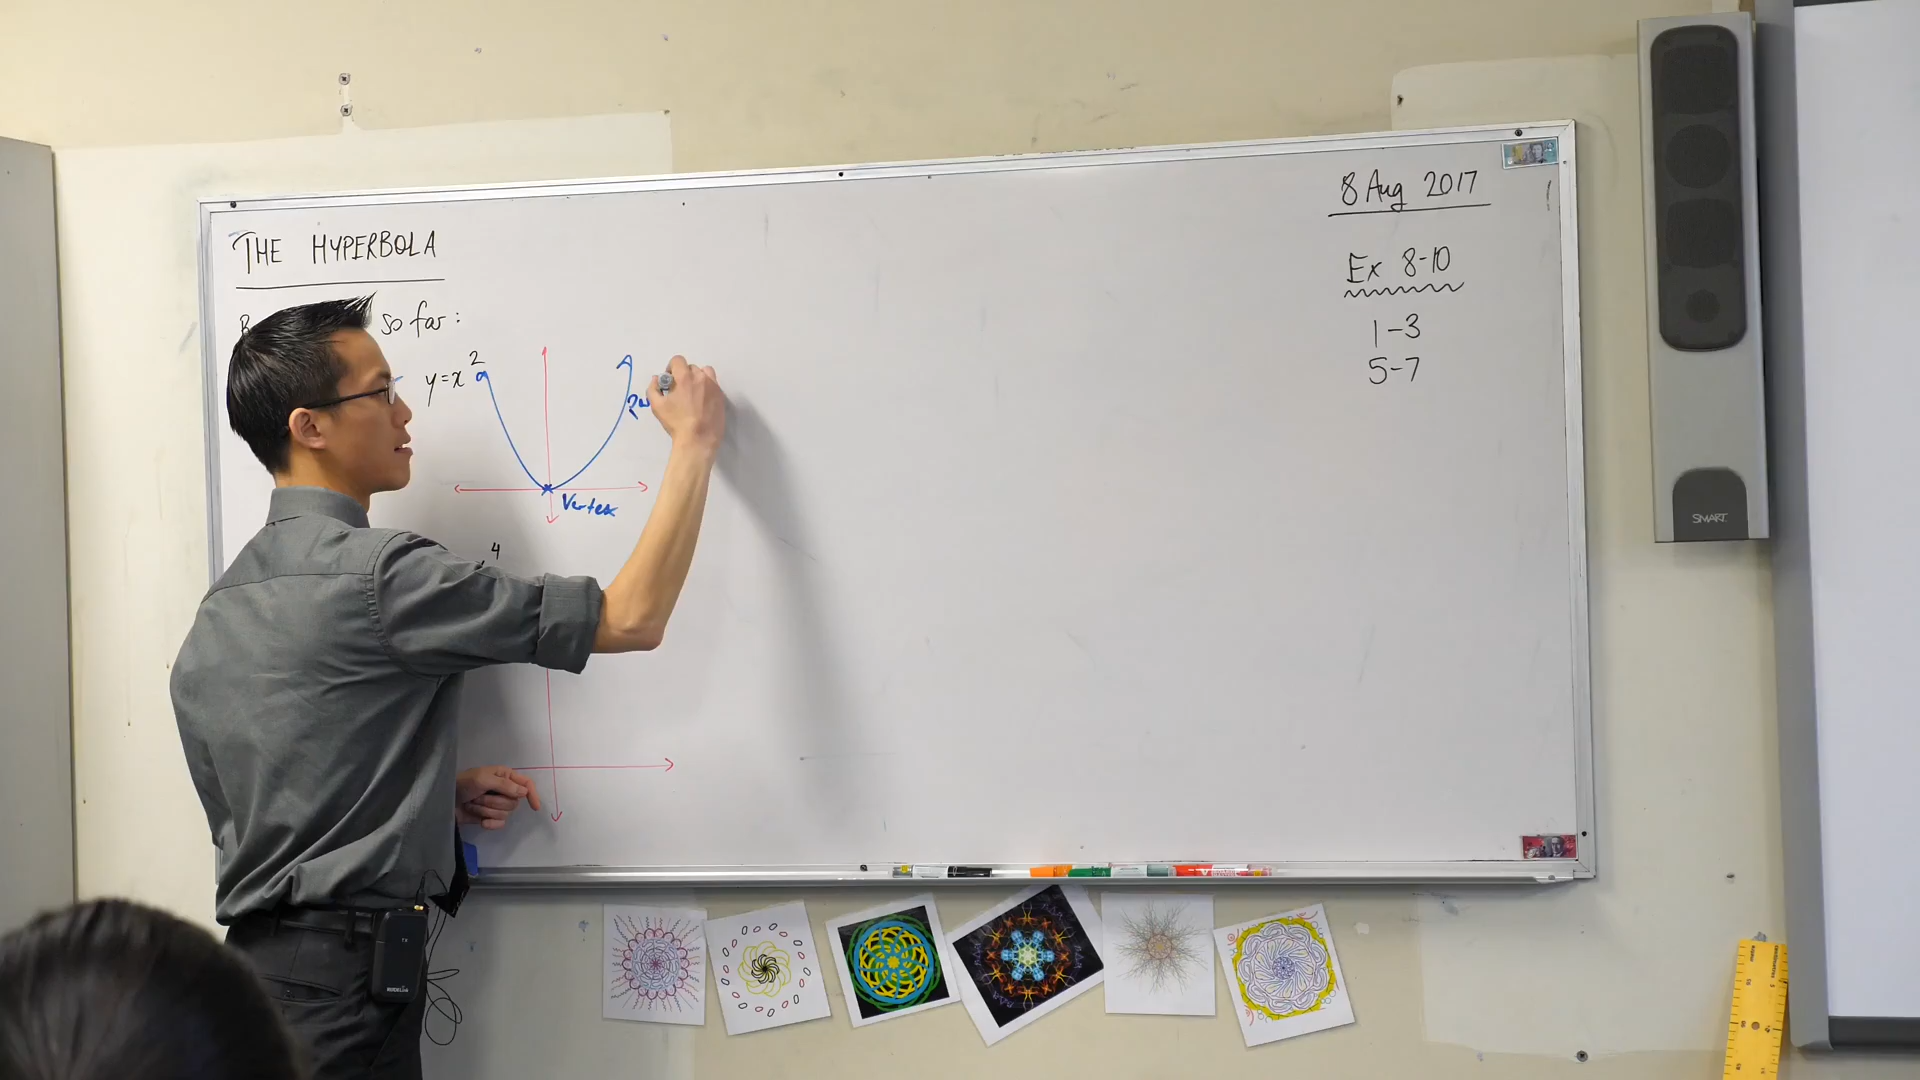 THE HYPERBOLA
8 Aug 2017
so far:
Ex 8-10
1-3
5-7
y=x²
Vertex
4
SMART